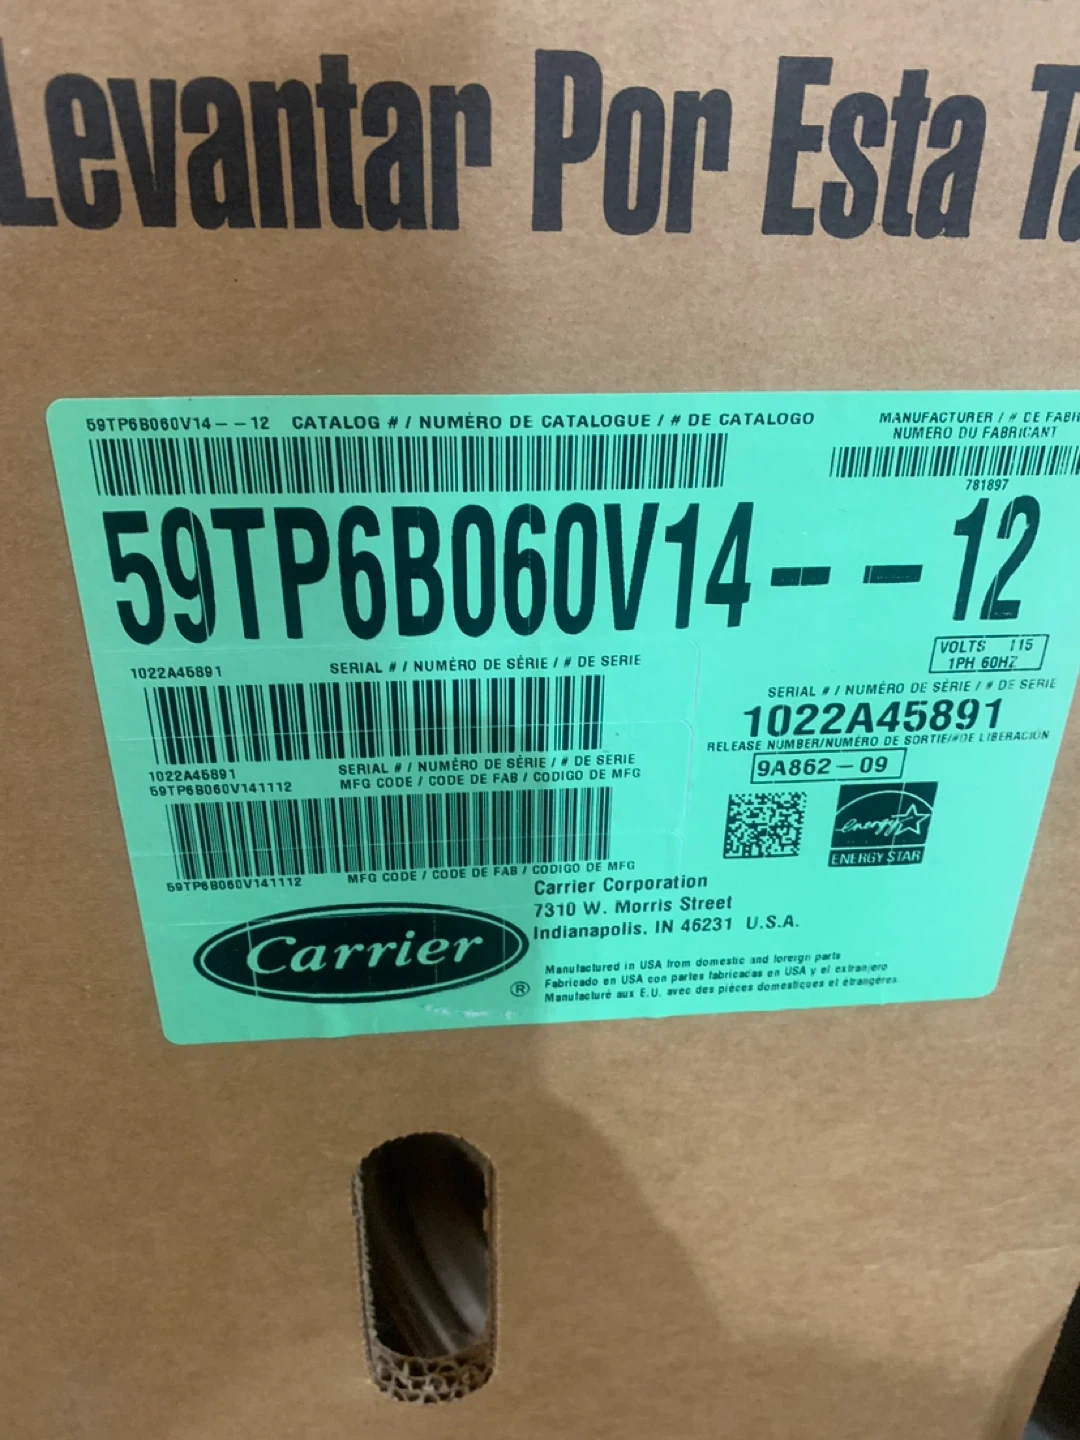 Levantar Por Esta
59TP6B060V14--12 CATALOG # / NUMÉRO DE CATALOGUE / # DE CATALOGO
MANUFACTURER / # DE
NUMERO DU FABRICANT
781897
59TP6B060V14--12
VOLTS 115
1PH 60HZ
1022A45891 SERIAL # / NUMÉRO DE SÉRIE / # DE SERIE
SERIAL # / NUMÉRO DE SÉRIE / # DE SERIE
1022A45891
RELEASE NUMBER/NUMÉRO DE SORTIE/#DE LIBERACIÓN
9A862-09
1022A45891 SERIAL # / NUMÉRO DE SÉRIE / # DE SERIE
59TP6B060V141112 MFG CODE / CODE DE FAB / CODIGO DE MFG
energy
ENERGY STAR
59TP6B060V141112 MFG CODE / CODE DE FAB / CODIGO DE MFG
Carrier Corporation
7310 W. Morris Street
Indianapolis, IN 46231 U.S.A.
Carrier ®
Manufactured in USA from domestic and foreign parts
Fabricado en USA con partes fabricadas en USA y el extranjero
Manufacturé aux E.U. avec des pièces domestiques et étrangères.